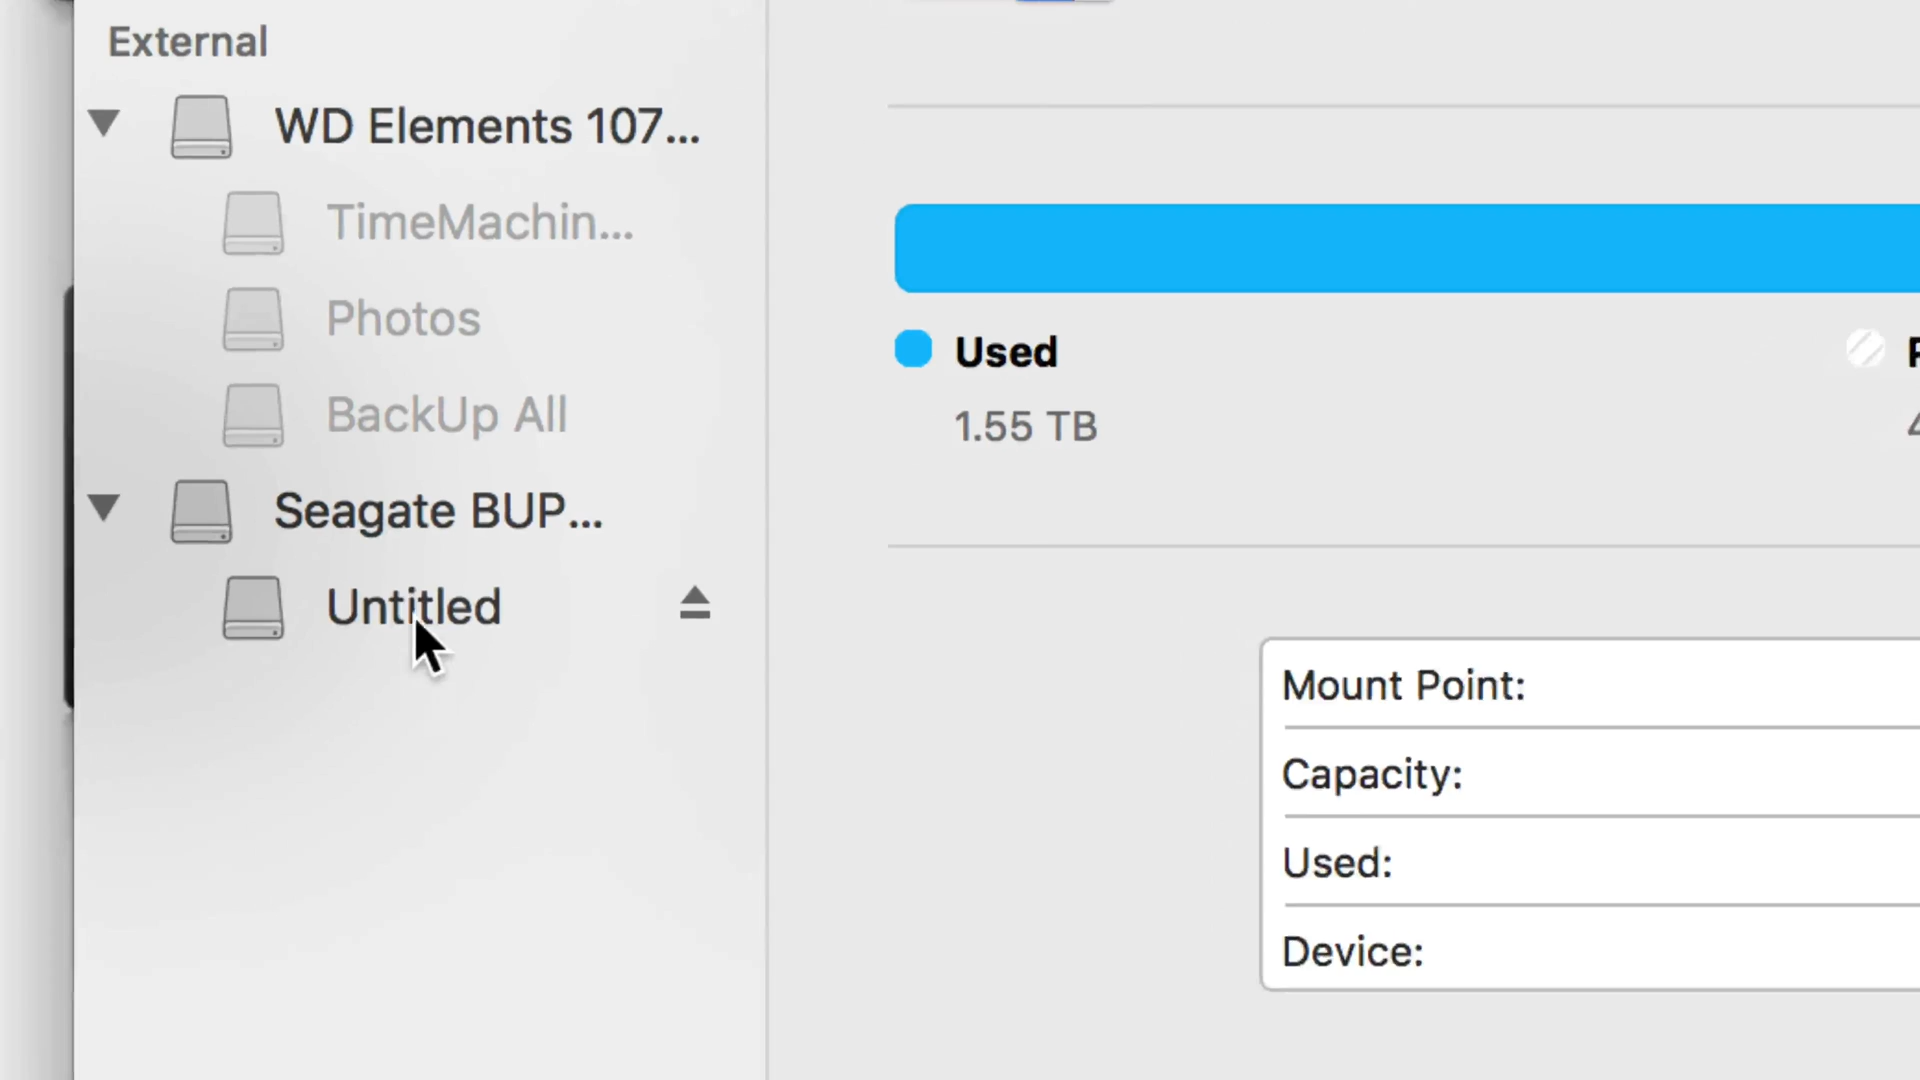 External
WD Elements 107...
TimeMachin...
Photos
BackUp All
Seagate BUP...
Untitled
Used
1.55 TB
Mount Point:
Capacity:
Used:
Device: